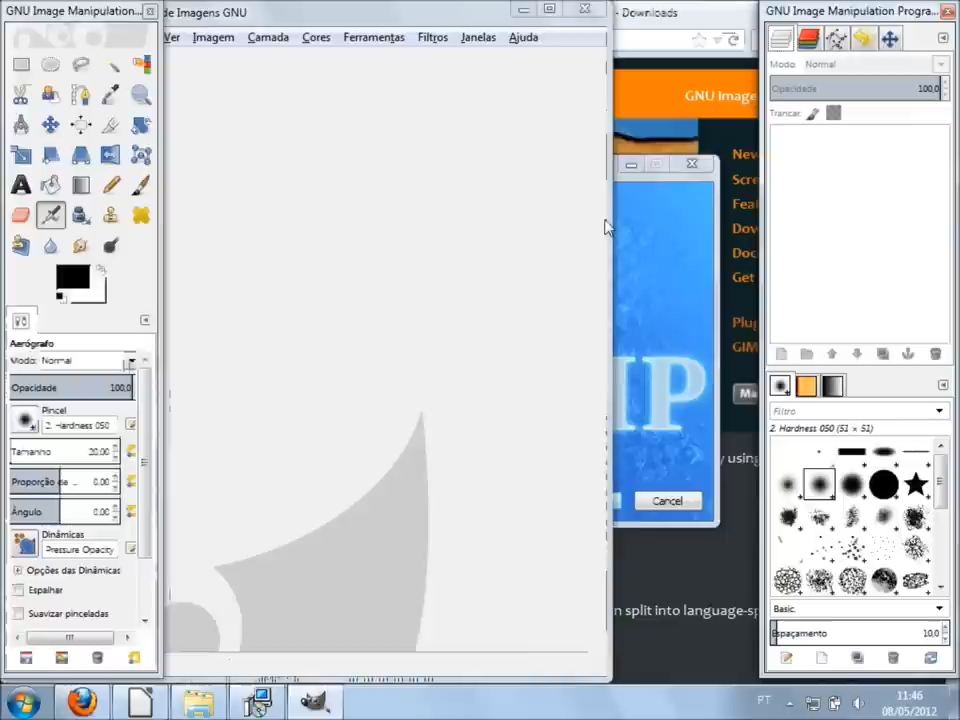 GNU Image Manipulation...
de Imagens GNU
- Downloads
GNU Image Manipulation Progra...
Ver Imagem Camada Cores Ferramentas Filtros Janelas Ajuda
Modo: Normal
Opacidade 100,0
Trancar:
GNU Image
New
Scre
Feat
Dow
Doc
Get
Plug
GIM
Ma
IP
y using
Cancel
n split into language-sp
Aerógrafo
Modo: Normal
Opacidade 100,0
Pincel
2. Hardness 050
Tamanho 20.00
Proporção de ... 0.00
Ângulo 0.00
Dinâmicas
Pressure Opacity
Opções das Dinâmicas
Espalhar
Suavizar pinceladas
Filtro
2. Hardness 050 (51 × 51)
Basic.
Espaçamento 10,0
PT
11:46
08/05/2012